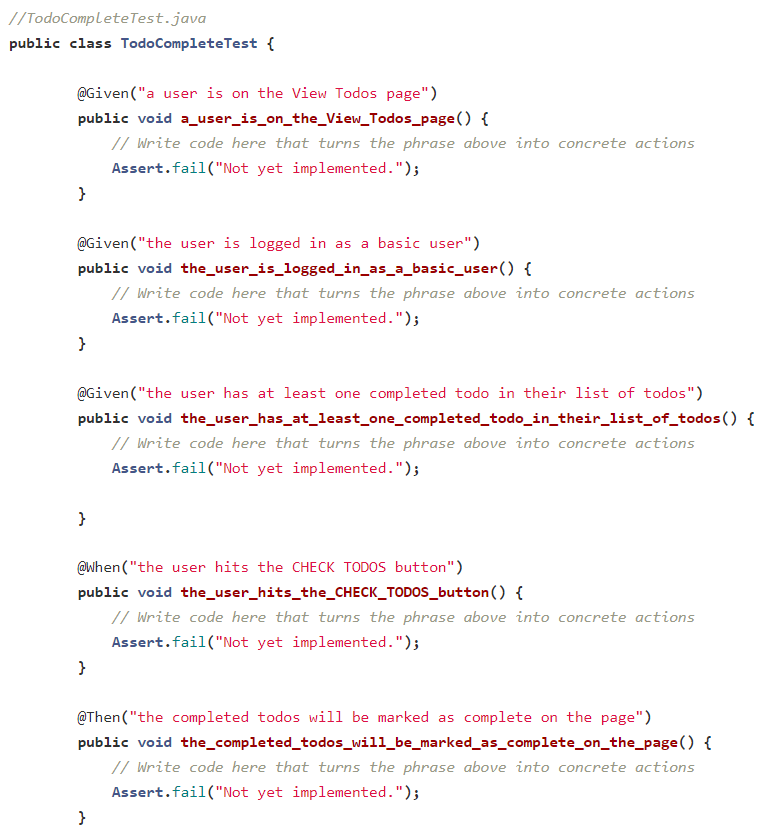 //TodoCompleteTest.java
public class TodoCompleteTest {
@Given("a user is on the View Todos page")
public void a_user_is_on_the_View_Todos_page() {
// Write code here that turns the phrase above into concrete actions
Assert.fail("Not yet implemented.");
}
@Given("the user is logged in as a basic user")
public void the_user_is_logged_in_as_a_basic_user() {
// Write code here that turns the phrase above into concrete actions
Assert.fail("Not yet implemented.");
}
@Given("the user has at least one completed todo in their list of todos")
public void the_user_has_at_least_one_completed_todo_in_their_list_of_todos() {
// Write code here that turns the phrase above into concrete actions
Assert.fail("Not yet implemented.");
}
@When("the user hits the CHECK TODOS button")
public void the_user_hits_the_CHECK_TODOS_button() {
// Write code here that turns the phrase above into concrete actions
Assert.fail("Not yet implemented.");
}
@Then("the completed todos will be marked as complete on the page")
public void the_completed_todos_will_be_marked_as_complete_on_the_page() {
// Write code here that turns the phrase above into concrete actions
Assert.fail("Not yet implemented.");
}